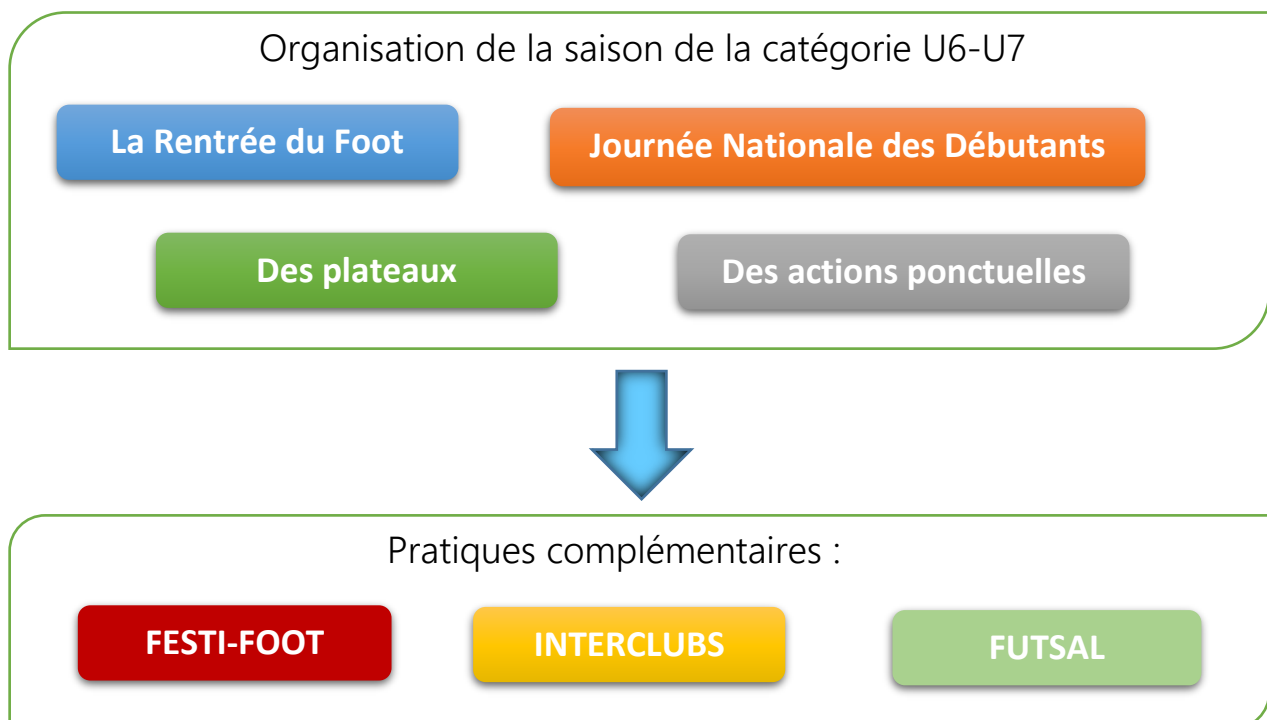 Organisation de la saison de la catégorie U6-U7
La Rentrée du Foot
Journée Nationale des Débutants
Des plateaux
Des actions ponctuelles
Pratiques complémentaires :
FESTI-FOOT
INTERCLUBS
FUTSAL